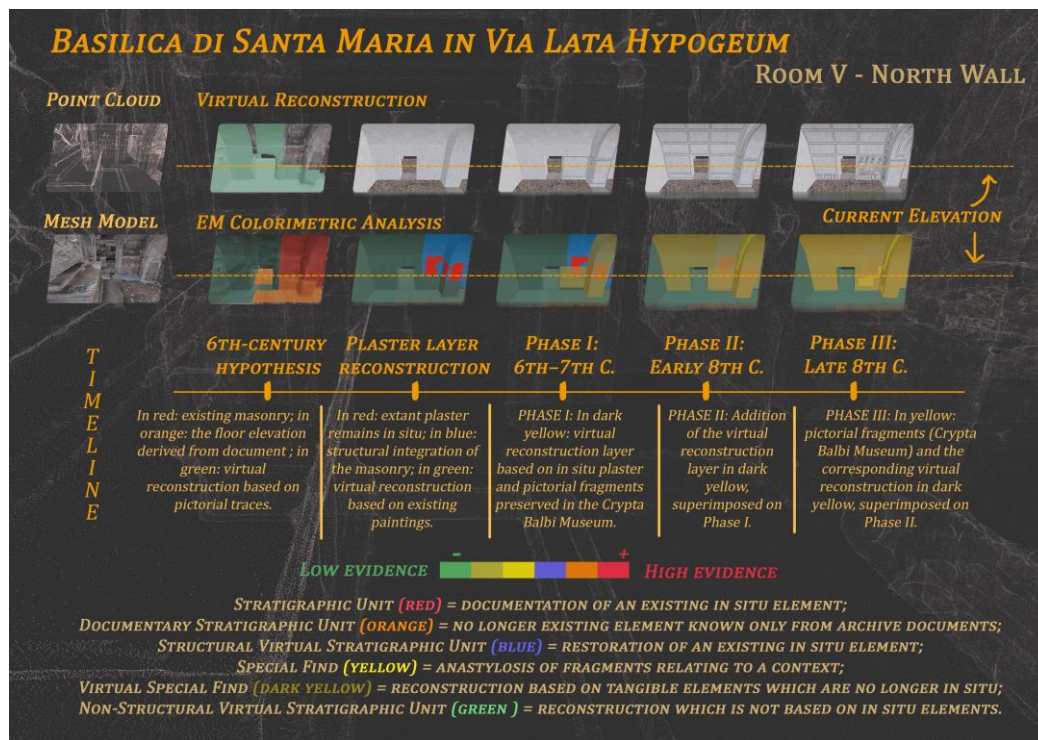 BASILICA DI SANTA MARIA IN VIA LATA HYPOGEUM
ROOM V - NORTH WALL
POINT CLOUD
VIRTUAL RECONSTRUCTION
MESH MODEL
EM COLORIMETRIC ANALYSIS
CURRENT ELEVATION
TIMELINE
6TH-CENTURY
HYPOTHESIS
PLASTER LAYER
RECONSTRUCTION
PHASE I:
6TH–7TH C.
PHASE II:
EARLY 8TH C.
PHASE III:
LATE 8TH C.
In red: existing masonry; in
orange: the floor elevation
derived from document ; in
green: virtual
reconstruction based on
pictorial traces.
In red: extant plaster
remains in situ; in blue:
structural integration of
the masonry; in green:
virtual reconstruction
based on existing
paintings.
PHASE I: In dark
yellow: virtual
reconstruction layer
based on in situ plaster
and pictorial fragments
preserved in the Crypta
Balbi Museum.
PHASE II: Addition
of the virtual
reconstruction
layer in dark
yellow,
superimposed on
Phase I.
PHASE III: In yellow:
pictorial fragments (Crypta
Balbi Museum) and the
corresponding virtual
reconstruction in dark
yellow, superimposed on
Phase II.
- +
LOW EVIDENCE HIGH EVIDENCE
STRATIGRAPHIC UNIT (RED) = DOCUMENTATION OF AN EXISTING IN SITU ELEMENT;
DOCUMENTARY STRATIGRAPHIC UNIT (ORANGE) = NO LONGER EXISTING ELEMENT KNOWN ONLY FROM ARCHIVE DOCUMENTS;
STRUCTURAL VIRTUAL STRATIGRAPHIC UNIT (BLUE) = RESTORATION OF AN EXISTING IN SITU ELEMENT;
SPECIAL FIND (YELLOW) = ANASTYLOSIS OF FRAGMENTS RELATING TO A CONTEXT;
VIRTUAL SPECIAL FIND (DARK YELLOW) = RECONSTRUCTION BASED ON TANGIBLE ELEMENTS WHICH ARE NO LONGER IN SITU;
NON-STRUCTURAL VIRTUAL STRATIGRAPHIC UNIT (GREEN ) = RECONSTRUCTION WHICH IS NOT BASED ON IN SITU ELEMENTS.